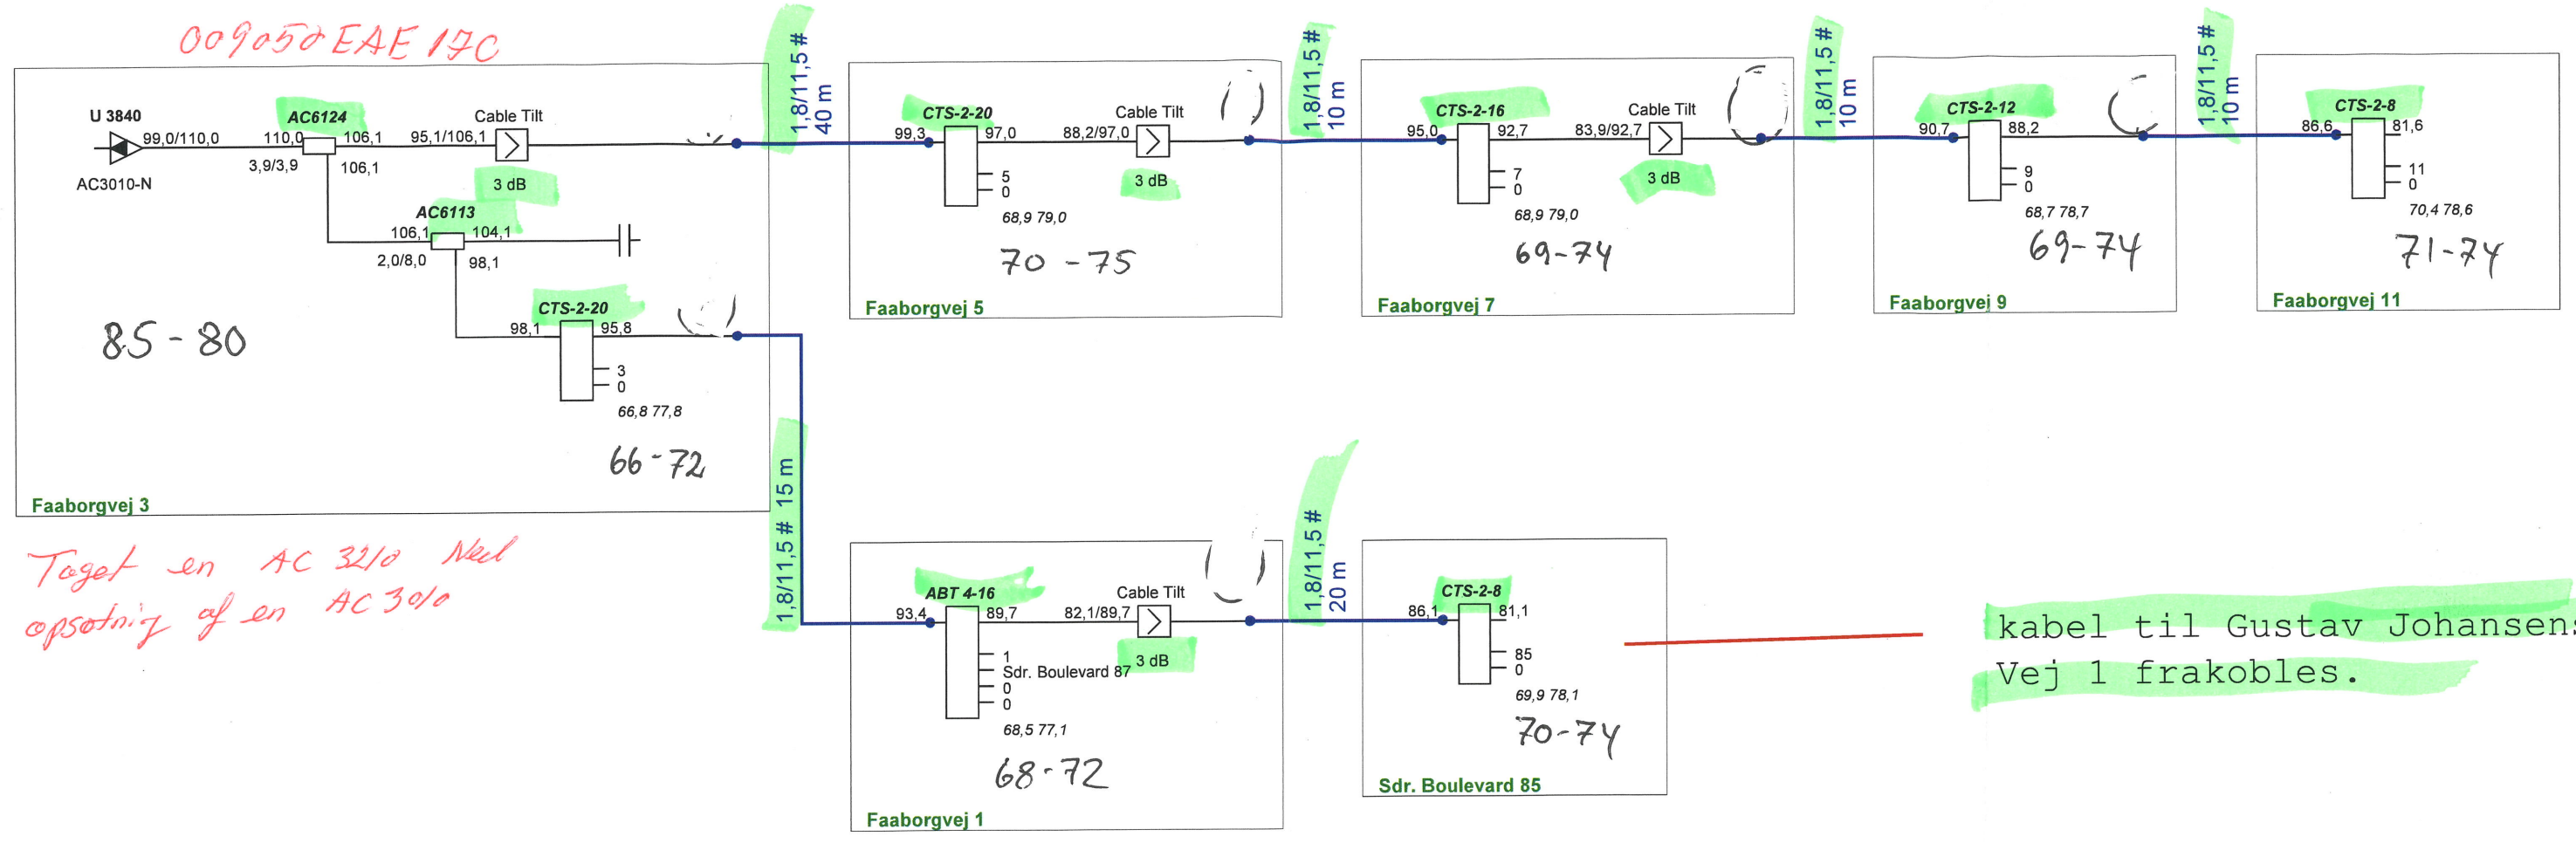 009050EAE17C
U 3840
99,0/110,0
AC3010-N
AC6124
110,0
106,1
3,9/3,9
106,1
95,1/106,1
Cable Tilt
3 dB
AC6113
106,1
104,1
2,0/8,0
98,1
CTS-2-20
98,1
95,8
3
0
66,8 77,8
66-72
85-80
Faaborgvej 3
1,8/11,5 #
40 m
CTS-2-20
99,3
97,0
5
0
68,9 79,0
70-75
88,2/97,0
Cable Tilt
3 dB
Faaborgvej 5
1,8/11,5 #
10 m
CTS-2-16
95,0
92,7
7
0
68,9 79,0
69-74
83,9/92,7
Cable Tilt
3 dB
Faaborgvej 7
1,8/11,5 #
10 m
CTS-2-12
90,7
88,2
9
0
68,7 78,7
69-74
Faaborgvej 9
1,8/11,5 #
10 m
CTS-2-8
86,6
81,6
11
0
70,4 78,6
71-74
Faaborgvej 11
Taget en AC 3210 Ned
opsotnig af en AC 3010
1,8/11,5 # 15 m
ABT 4-16
93,4
89,7
1
Sdr. Boulevard 87
0
0
68,5 77,1
68-72
82,1/89,7
Cable Tilt
3 dB
Faaborgvej 1
1,8/11,5 #
20 m
CTS-2-8
86,1
81,1
85
0
69,9 78,1
70-74
Sdr. Boulevard 85
kabel til Gustav Johansens
Vej 1 frakobles.